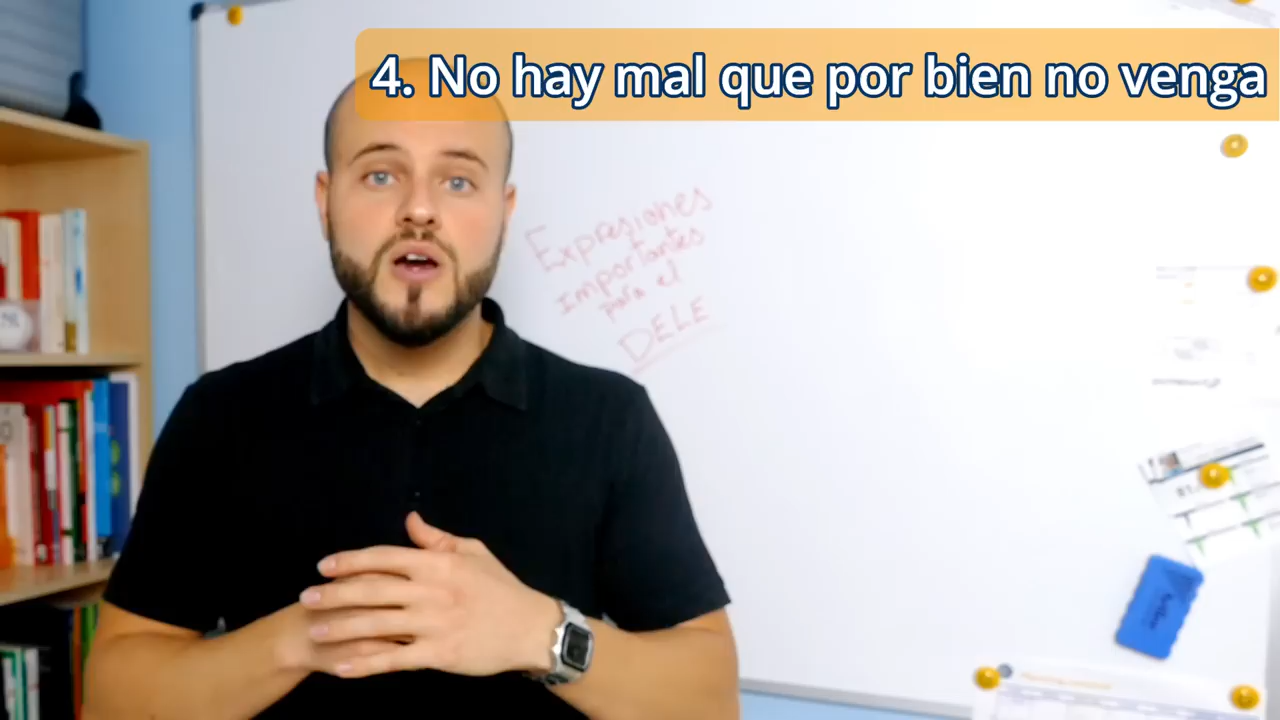 4. No hay mal que por bien no venga
Expresiones
importantes
para el
DELE